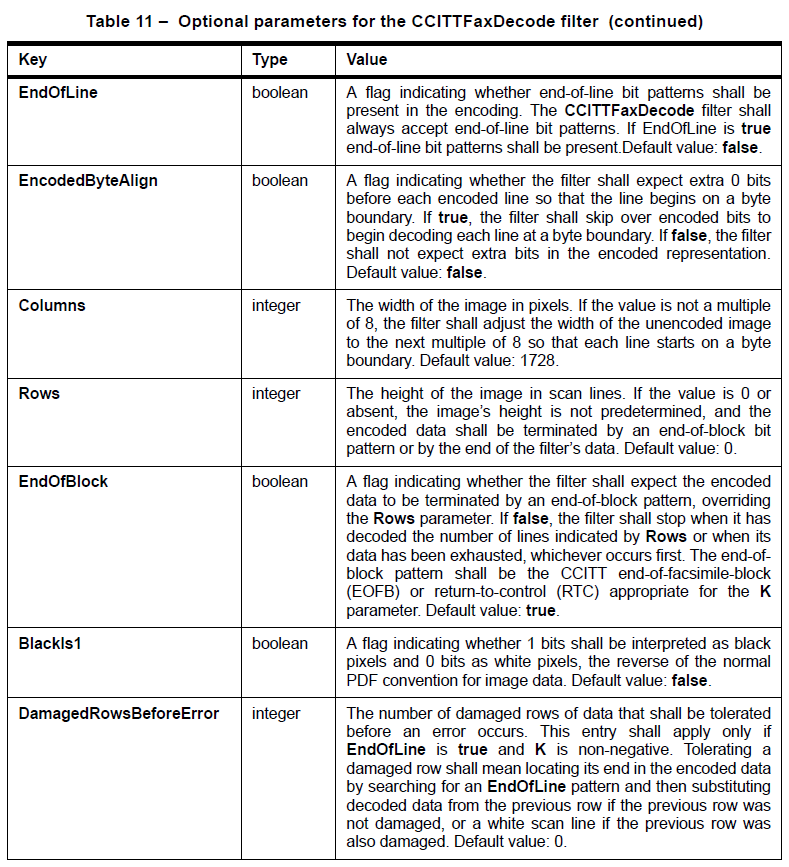 Table 11 – Optional parameters for the CCITTFaxDecode filter (continued)
Key Type Value
EndOfLine boolean A flag indicating whether end-of-line bit patterns shall be
present in the encoding. The CCITTFaxDecode filter shall
always accept end-of-line bit patterns. If EndOfLine is true
end-of-line bit patterns shall be present.Default value: false.
EncodedByteAlign boolean A flag indicating whether the filter shall expect extra 0 bits
before each encoded line so that the line begins on a byte
boundary. If true, the filter shall skip over encoded bits to
begin decoding each line at a byte boundary. If false, the filter
shall not expect extra bits in the encoded representation.
Default value: false.
Columns integer The width of the image in pixels. If the value is not a multiple
of 8, the filter shall adjust the width of the unencoded image
to the next multiple of 8 so that each line starts on a byte
boundary. Default value: 1728.
Rows integer The height of the image in scan lines. If the value is 0 or
absent, the image’s height is not predetermined, and the
encoded data shall be terminated by an end-of-block bit
pattern or by the end of the filter’s data. Default value: 0.
EndOfBlock boolean A flag indicating whether the filter shall expect the encoded
data to be terminated by an end-of-block pattern, overriding
the Rows parameter. If false, the filter shall stop when it has
decoded the number of lines indicated by Rows or when its
data has been exhausted, whichever occurs first. The end-of-
block pattern shall be the CCITT end-of-facsimile-block
(EOFB) or return-to-control (RTC) appropriate for the K
parameter. Default value: true.
BlackIs1 boolean A flag indicating whether 1 bits shall be interpreted as black
pixels and 0 bits as white pixels, the reverse of the normal
PDF convention for image data. Default value: false.
DamagedRowsBeforeError integer The number of damaged rows of data that shall be tolerated
before an error occurs. This entry shall apply only if
EndOfLine is true and K is non-negative. Tolerating a
damaged row shall mean locating its end in the encoded data
by searching for an EndOfLine pattern and then substituting
decoded data from the previous row if the previous row was
not damaged, or a white scan line if the previous row was
also damaged. Default value: 0.